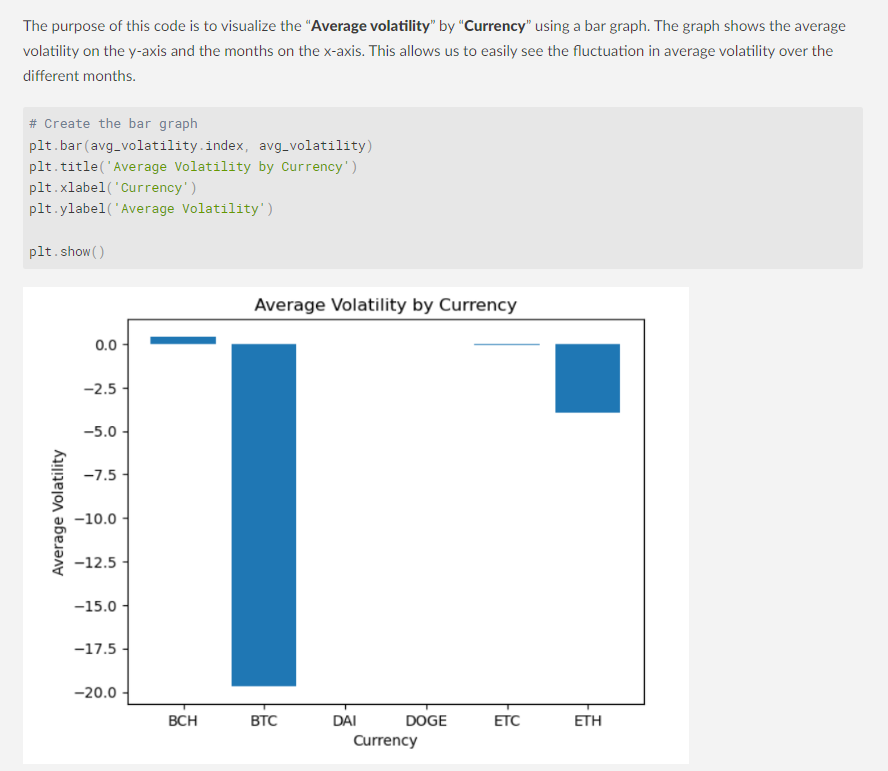 The purpose of this code is to visualize the “Average volatility” by “Currency” using a bar graph. The graph shows the average
volatility on the y-axis and the months on the x-axis. This allows us to easily see the fluctuation in average volatility over the
different months.
# Create the bar graph
plt.bar(avg_volatility.index, avg_volatility)
plt.title('Average Volatility by Currency')
plt.xlabel('Currency')
plt.ylabel('Average Volatility')
plt.show()
Average Volatility by Currency
0.0
−2.5
−5.0
−7.5
−10.0
−12.5
−15.0
−17.5
−20.0
Average Volatility
BCH BTC DAI DOGE ETC ETH
Currency